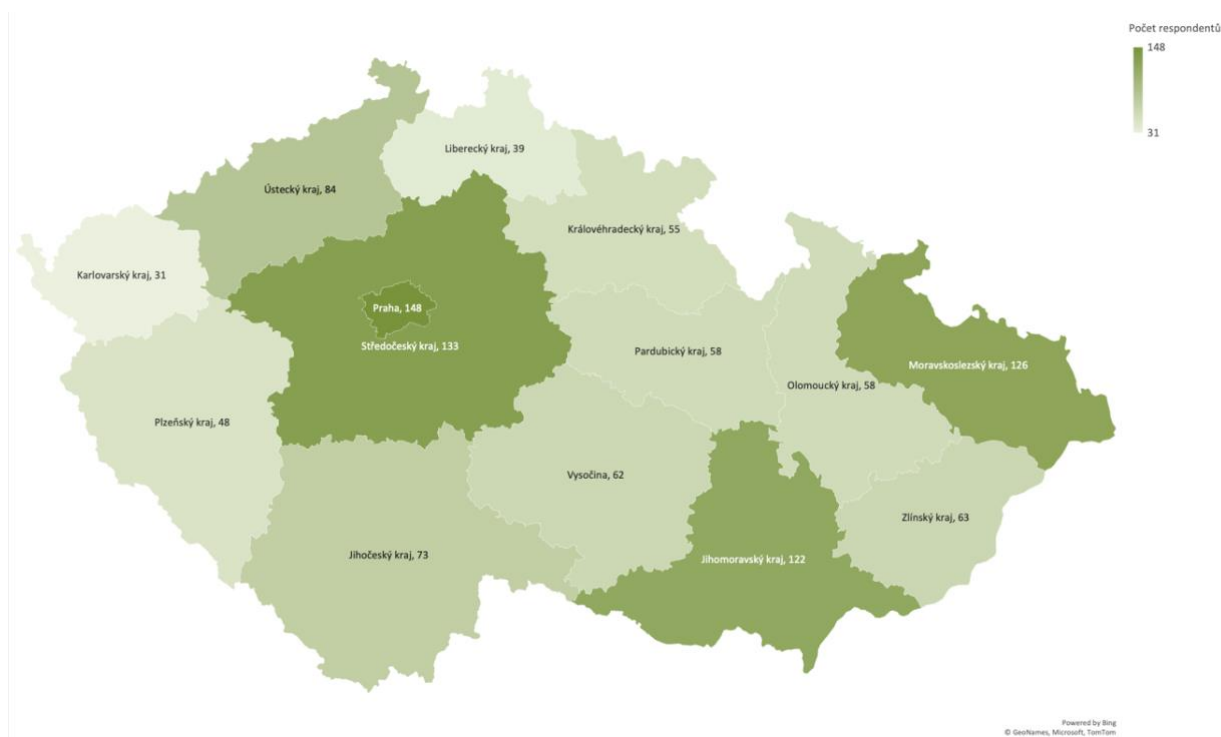 Počet respondentů
148
31
Liberecký kraj, 39
Ústecký kraj, 84
Královéhradecký kraj, 55
Karlovarský kraj, 31
Praha, 148
Středočeský kraj, 133
Pardubický kraj, 58
Moravskoslezský kraj, 126
Olomoucký kraj, 58
Plzeňský kraj, 48
Vysočina, 62
Zlínský kraj, 63
Jihočeský kraj, 73
Jihomoravský kraj, 122
Powered by Bing
© GeoNames, Microsoft, TomTom